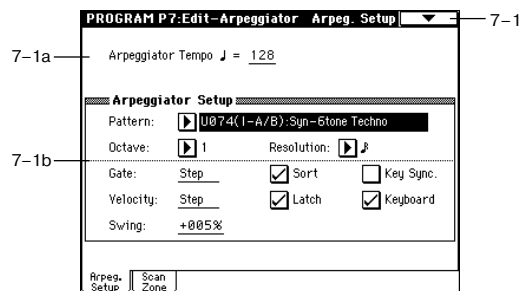 PROGRAM P7:Edit-Arpeggiator Arpeg. Setup
7-1
7-1a
Arpeggiator Tempo ♩ = 128
Arpeggiator Setup
Pattern: U074(I-A/B):Syn-6tone Techno
Octave: 1 Resolution: ♪
7-1b
Gate: Step Sort Key Sync.
Velocity: Step Latch Keyboard
Swing: +005%
Arpeg. Setup
Scan Zone